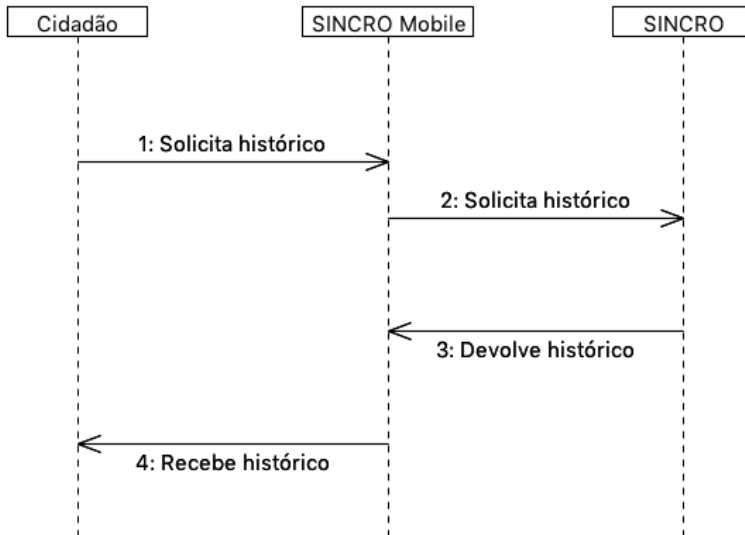 Cidadão
SINCRO Mobile
SINCRO
1: Solicita histórico
2: Solicita histórico
3: Devolve histórico
4: Recebe histórico